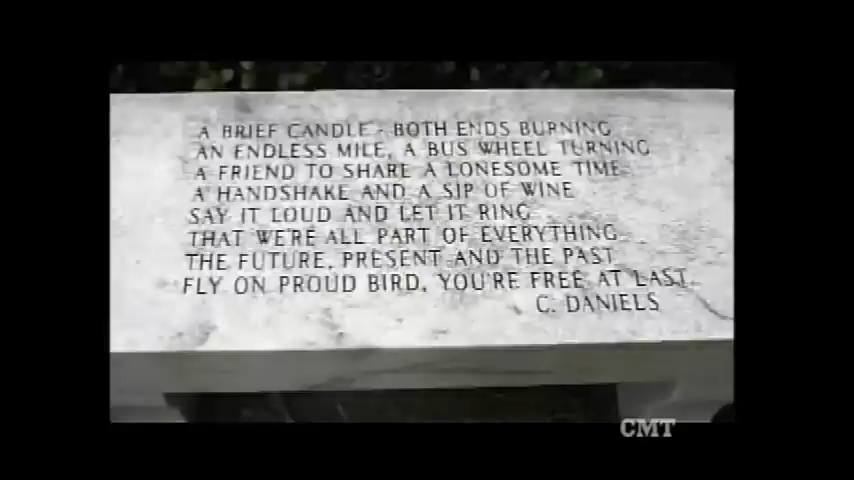 A BRIEF CANDLE - BOTH ENDS BURNING
AN ENDLESS MILE, A BUS WHEEL TURNING
A FRIEND TO SHARE A LONESOME TIME
A HANDSHAKE AND A SIP OF WINE
SAY IT LOUD AND LET IT RING
THAT WE'RE ALL PART OF EVERYTHING
THE FUTURE, PRESENT AND THE PAST
FLY ON PROUD BIRD, YOU'RE FREE AT LAST
C. DANIELS
CMT